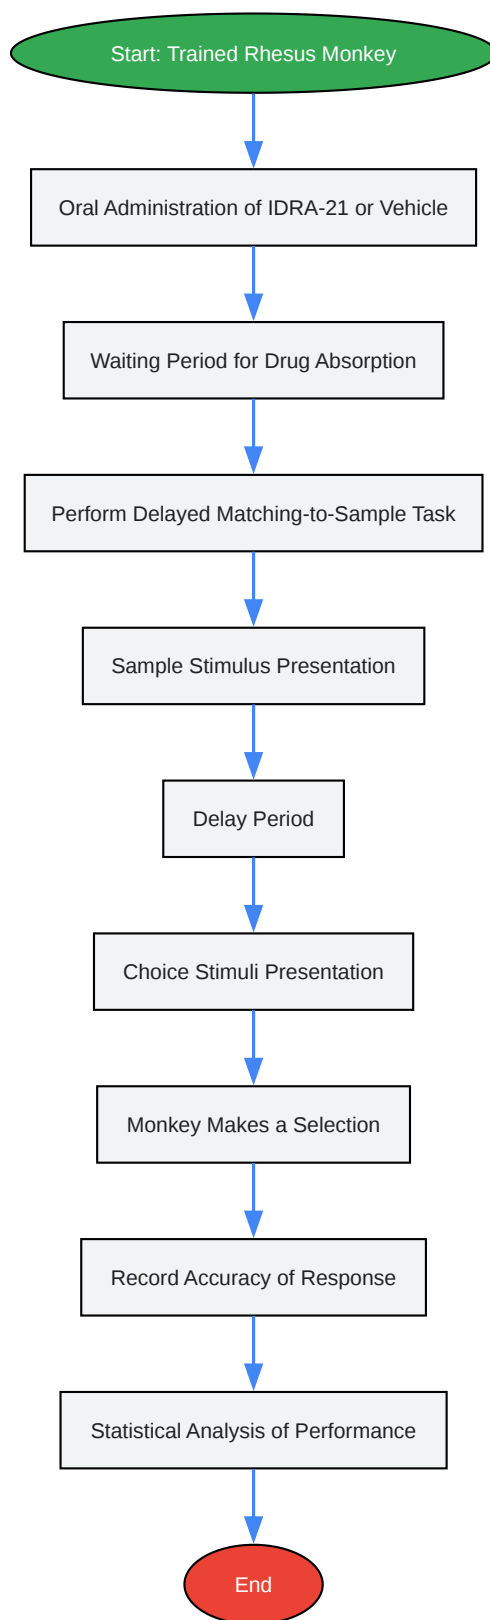 Start: Trained Rhesus Monkey
Oral Administration of IDRA-21 or Vehicle
Waiting Period for Drug Absorption
Perform Delayed Matching-to-Sample Task
Sample Stimulus Presentation
Delay Period
Choice Stimuli Presentation
Monkey Makes a Selection
Record Accuracy of Response
Statistical Analysis of Performance
End